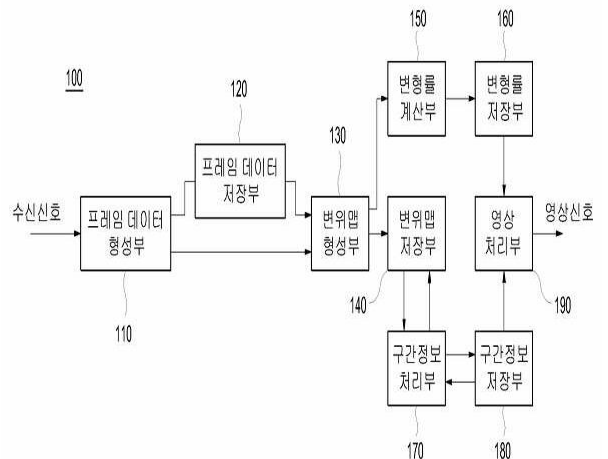 100
150
160
변형률
계산부
변형률
저장부
120
프레임 데이터
저장부
130
수신신호
프레임 데이터
형성부
변위맵
형성부
변위맵
저장부
영상
처리부
영상신호
110
140
190
구간정보
처리부
구간정보
저장부
170
180